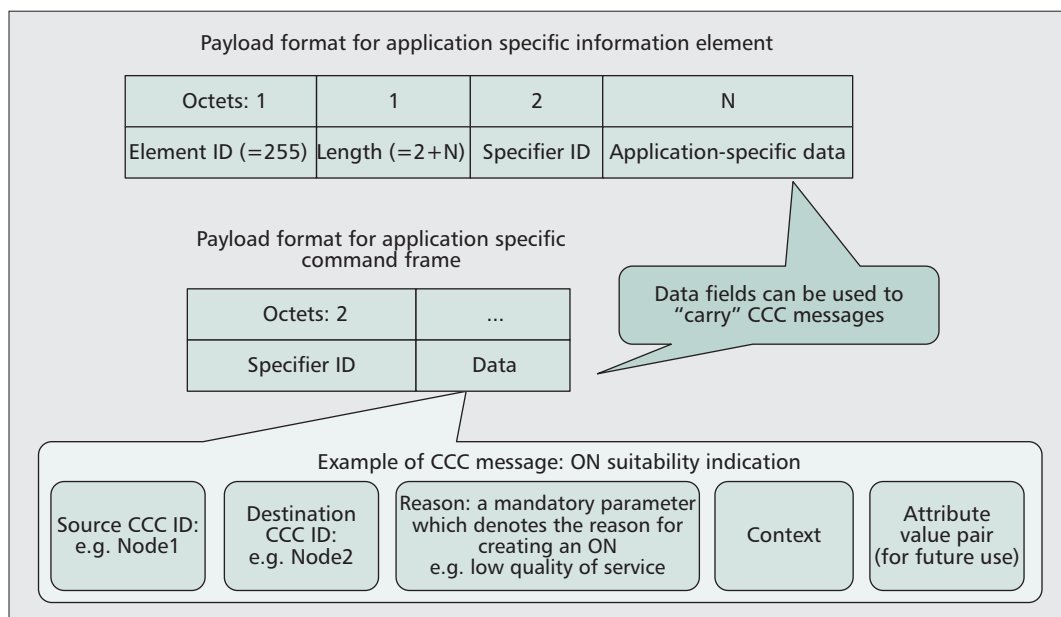 Payload format for application specific information element
Octets: 1 1 2 N
Element ID (=255) Length (=2+N) Specifier ID Application-specific data
Payload format for application specific
command frame
Octets: 2 ...
Specifier ID Data
Data fields can be used to
“carry” CCC messages
Example of CCC message: ON suitability indication
Source CCC ID:
e.g. Node1
Destination
CCC ID:
e.g. Node2
Reason: a mandatory parameter
which denotes the reason for
creating an ON
e.g. low quality of service
Context
Attribute
value pair
(for future use)